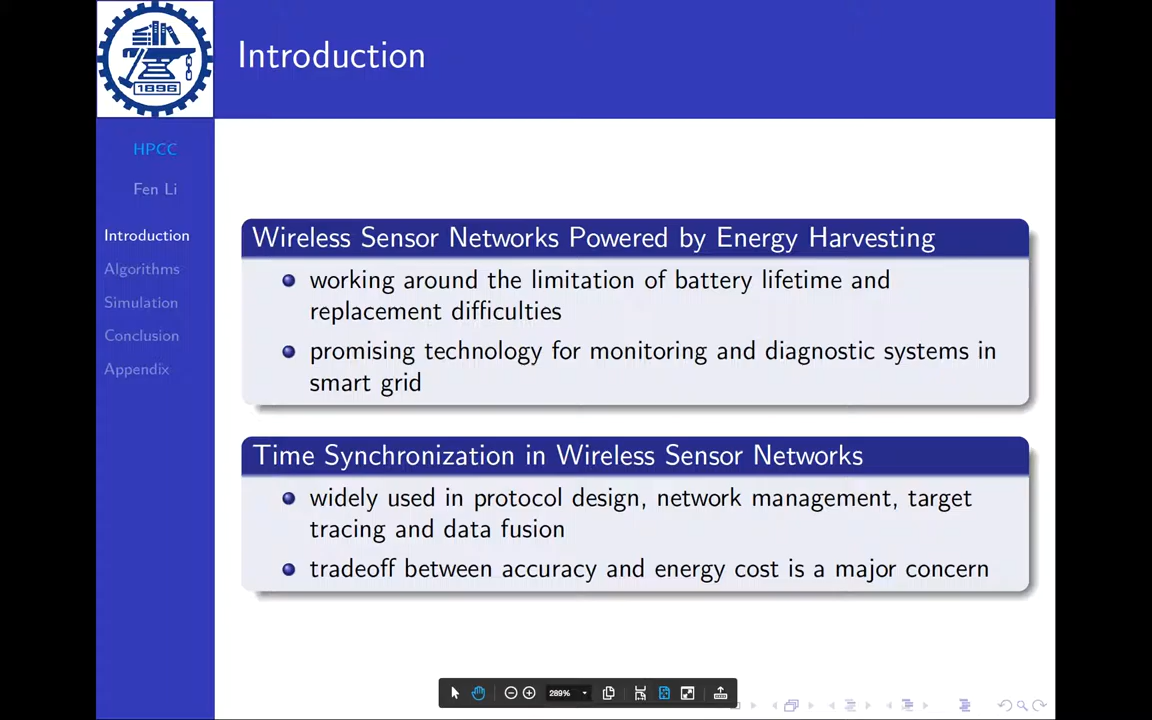 1896
Introduction
HPCC
Fen Li
Introduction
Algorithms
Simulation
Conclusion
Appendix
Wireless Sensor Networks Powered by Energy Harvesting
working around the limitation of battery lifetime and
replacement difficulties
promising technology for monitoring and diagnostic systems in
smart grid
Time Synchronization in Wireless Sensor Networks
widely used in protocol design, network management, target
tracing and data fusion
tradeoff between accuracy and energy cost is a major concern
289%